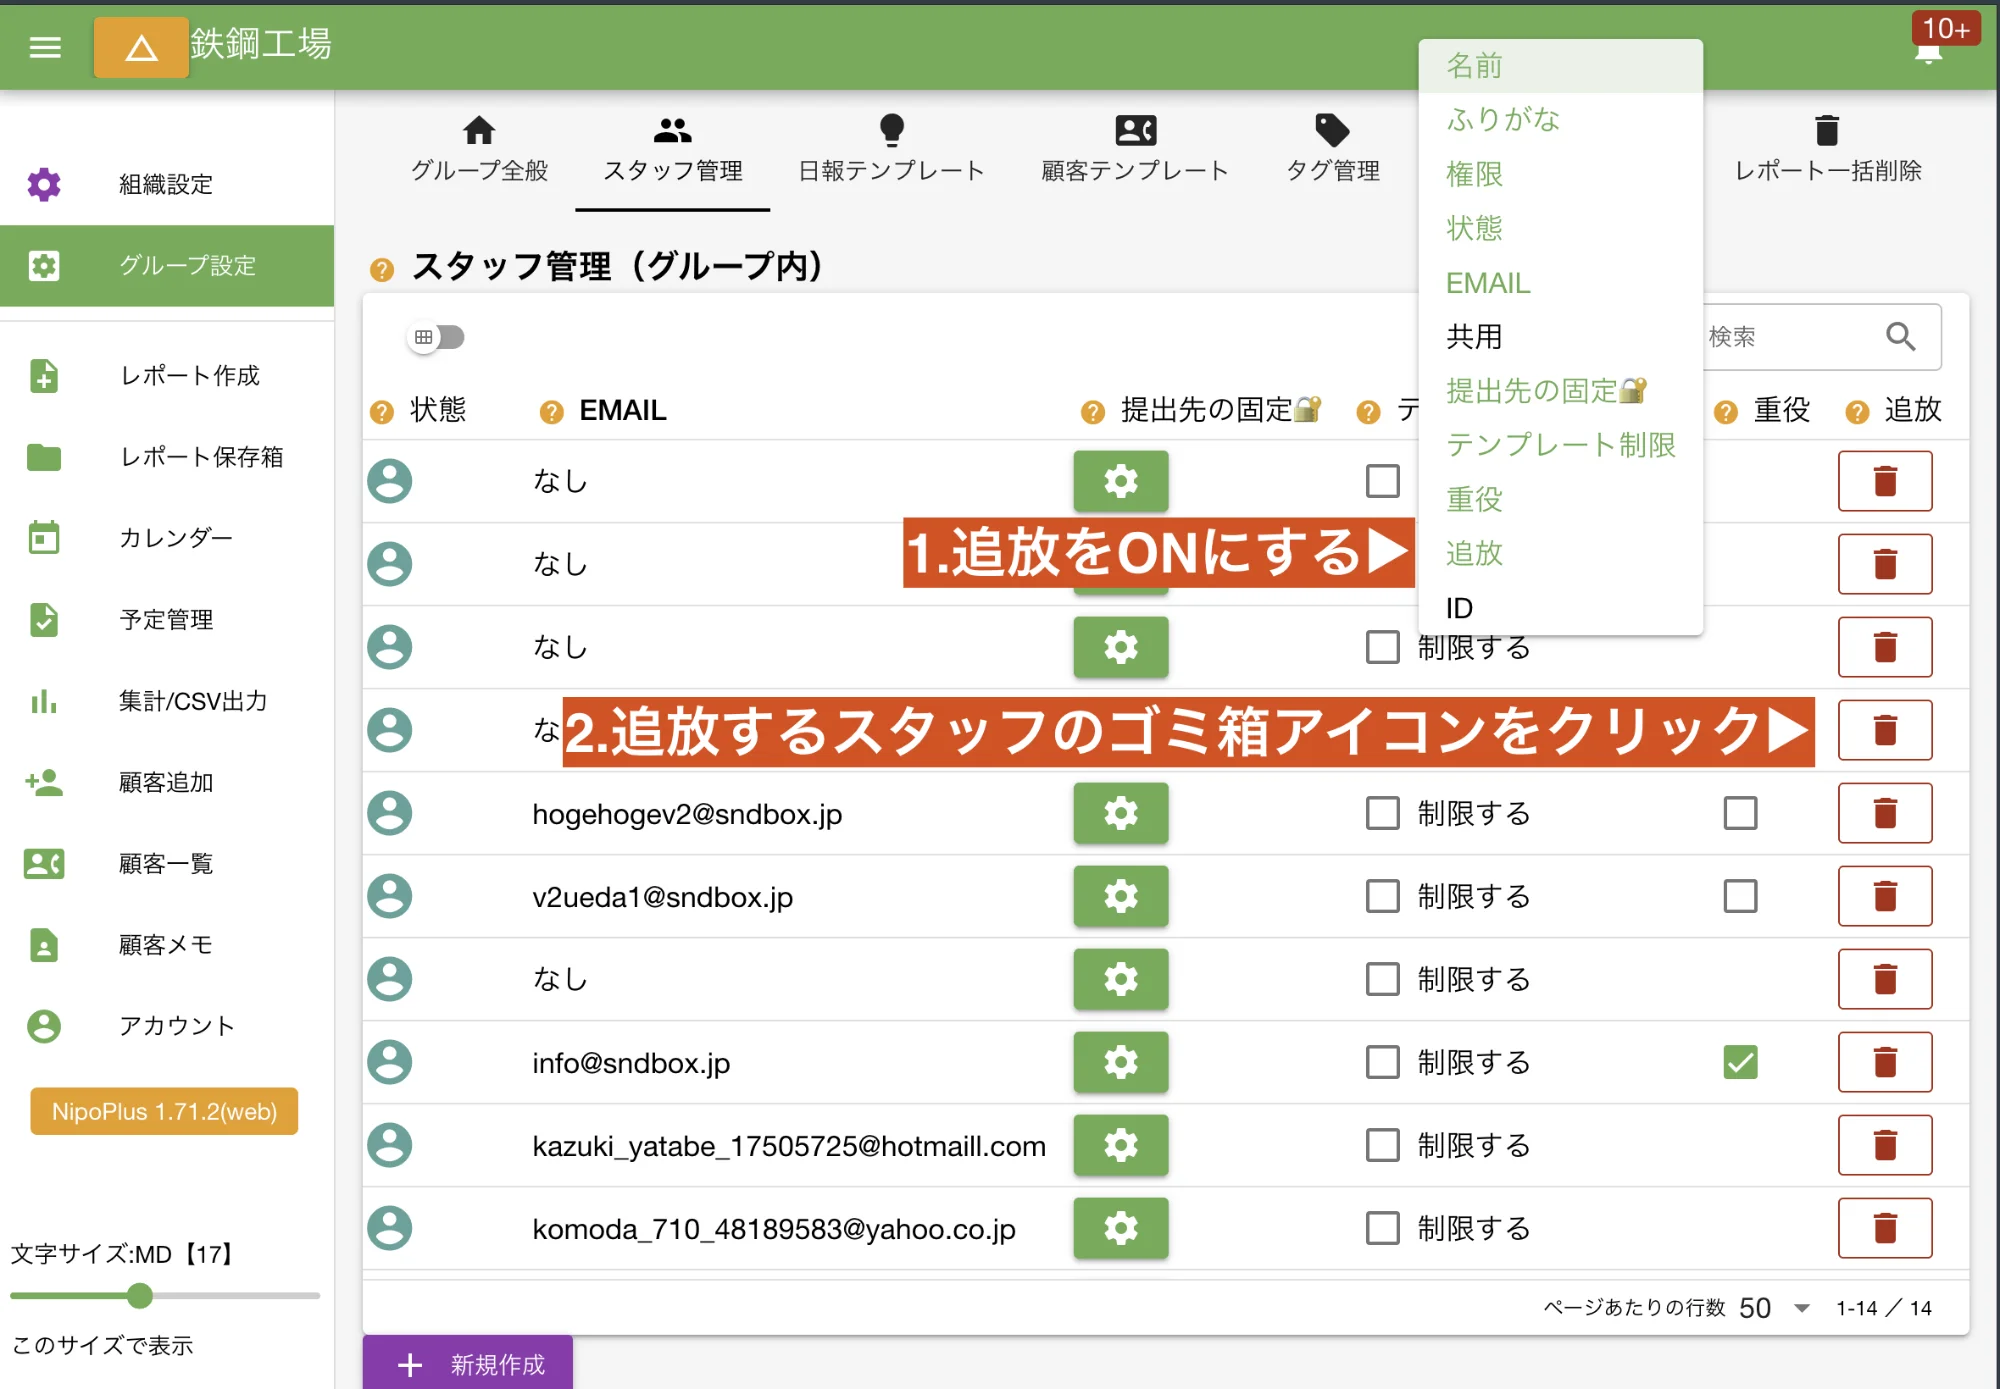 鉄鋼工場
10+
組織設定
グループ設定
レポート作成
レポート保存箱
カレンダー
予定管理
集計/CSV出力
顧客追加
顧客一覧
顧客メモ
アカウント
NipoPlus 1.71.2(web)
文字サイズ:MD【17】
このサイズで表示
グループ全般
スタッフ管理
日報テンプレート
顧客テンプレート
タグ管理
レポート一括削除
スタッフ管理（グループ内）
検索
名前
ふりがな
権限
状態
EMAIL
共用
提出先の固定🔐
テンプレート制限
重役
追放
ID
状態 EMAIL 提出先の固定🔐 テ 重役 追放
なし
なし
1.追放をONにする▶
なし 制限する
な
2.追放するスタッフのゴミ箱アイコンをクリック▶
hogehogev2@sndbox.jp 制限する
v2ueda1@sndbox.jp 制限する
なし 制限する
info@sndbox.jp 制限する
kazuki_yatabe_17505725@hotmaill.com 制限する
komoda_710_48189583@yahoo.co.jp 制限する
ページあたりの行数 50 1-14 ／ 14
＋ 新規作成